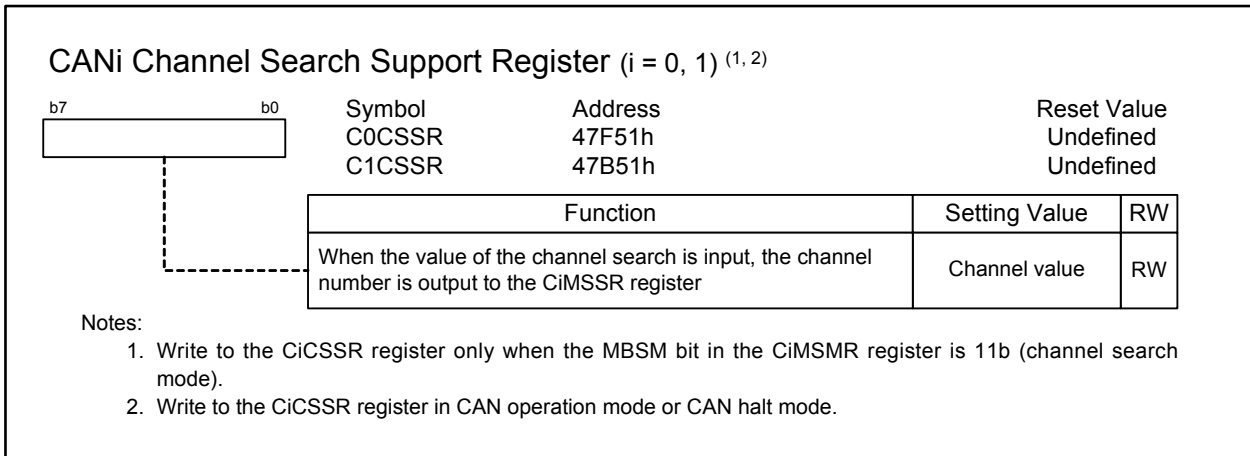 CANi Channel Search Support Register (i = 0, 1) (1, 2)
b7 b0 Symbol Address Reset Value
C0CSSR 47F51h Undefined
C1CSSR 47B51h Undefined
Function Setting Value RW
When the value of the channel search is input, the channel
number is output to the CiMSSR register
Channel value RW
Notes:
1. Write to the CiCSSR register only when the MBSM bit in the CiMSMR register is 11b (channel search
mode).
2. Write to the CiCSSR register in CAN operation mode or CAN halt mode.